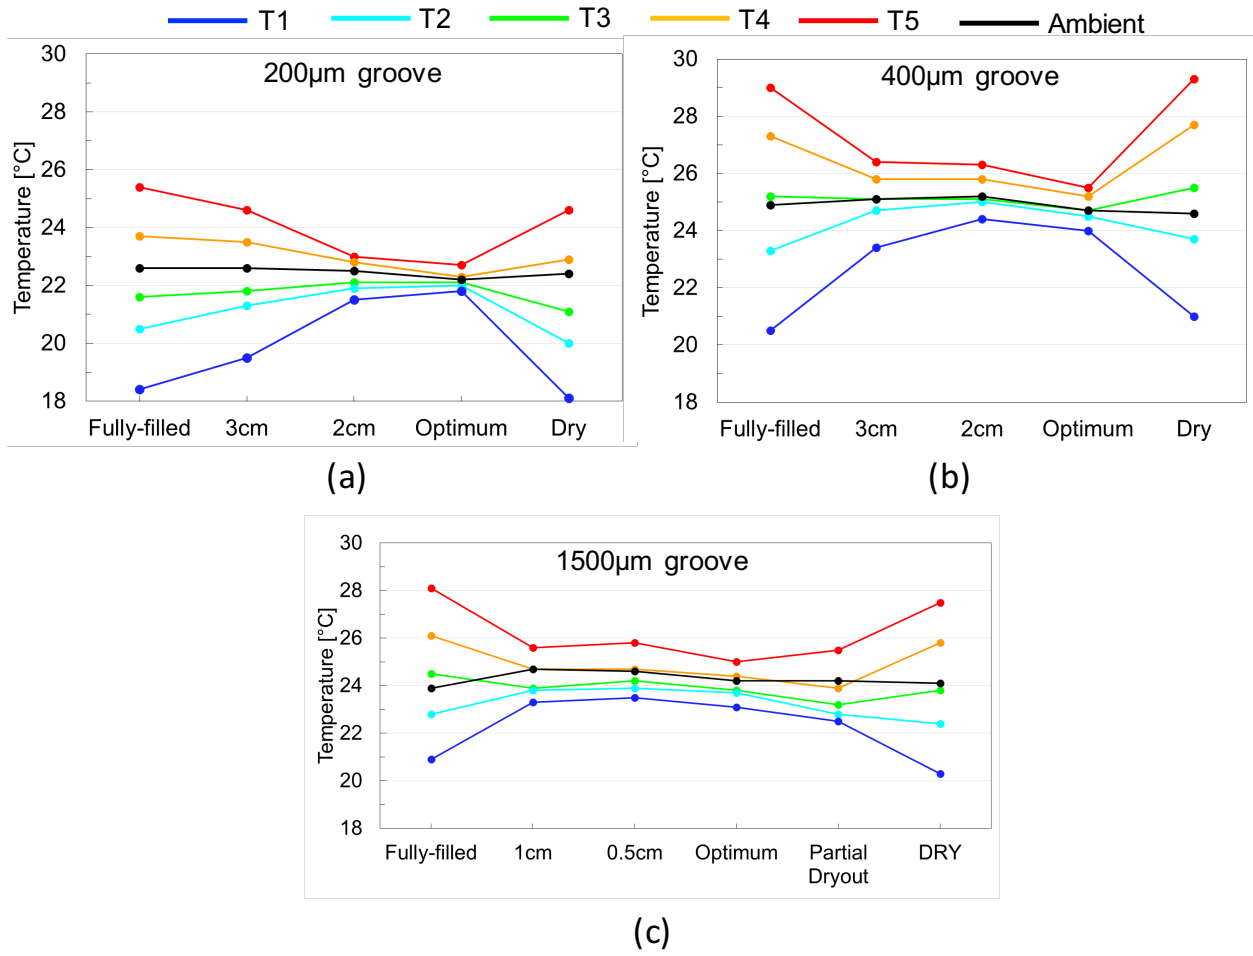 T1 T2 T3 T4 T5 Ambient
200µm groove
Temperature [°C]
30
28
26
24
22
20
18
Fully-filled 3cm 2cm Optimum Dry
(a)
400µm groove
Temperature [°C]
30
28
26
24
22
20
18
Fully-filled 3cm 2cm Optimum Dry
(b)
1500µm groove
Temperature [°C]
30
28
26
24
22
20
18
Fully-filled 1cm 0.5cm Optimum Partial DRY
Dryout
(c)